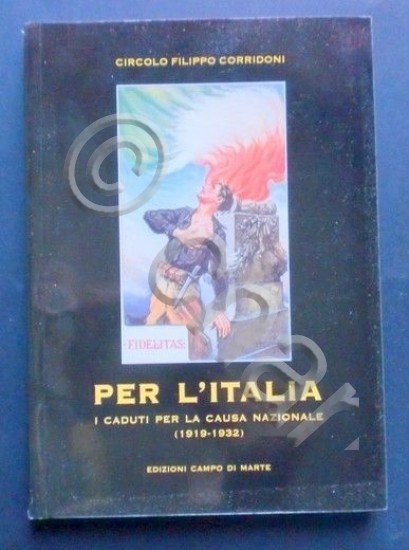 CIRCOLO FILIPPO CORRIDONI
·FIDELITAS·
PER L'ITALIA
I CADUTI PER LA CAUSA NAZIONALE
(1919-1932)
EDIZIONI CAMPO DI MARTE